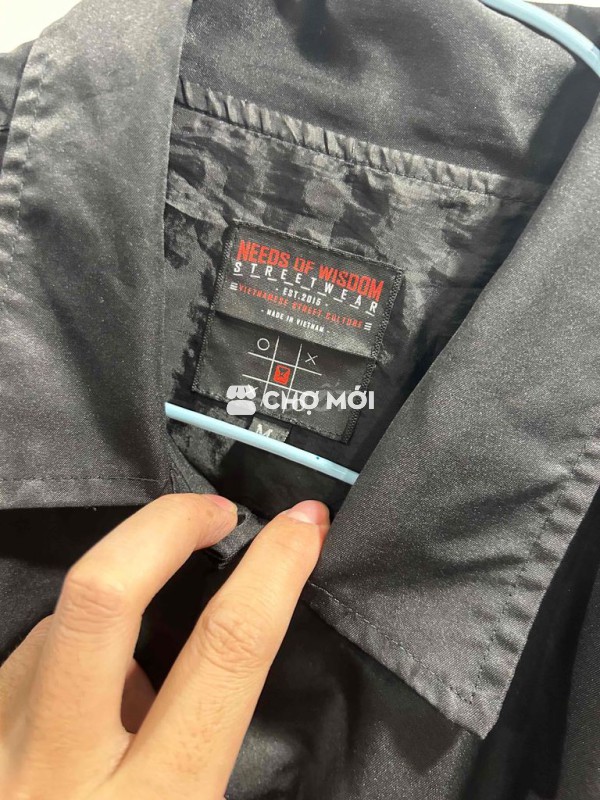 NEEDS OF WISDOM
STREETWEAR
- EST.2015 -
VIETNAMESE STREET CULTURE
- MADE IN VIETNAM -
O X
CHỢ MỚI
M